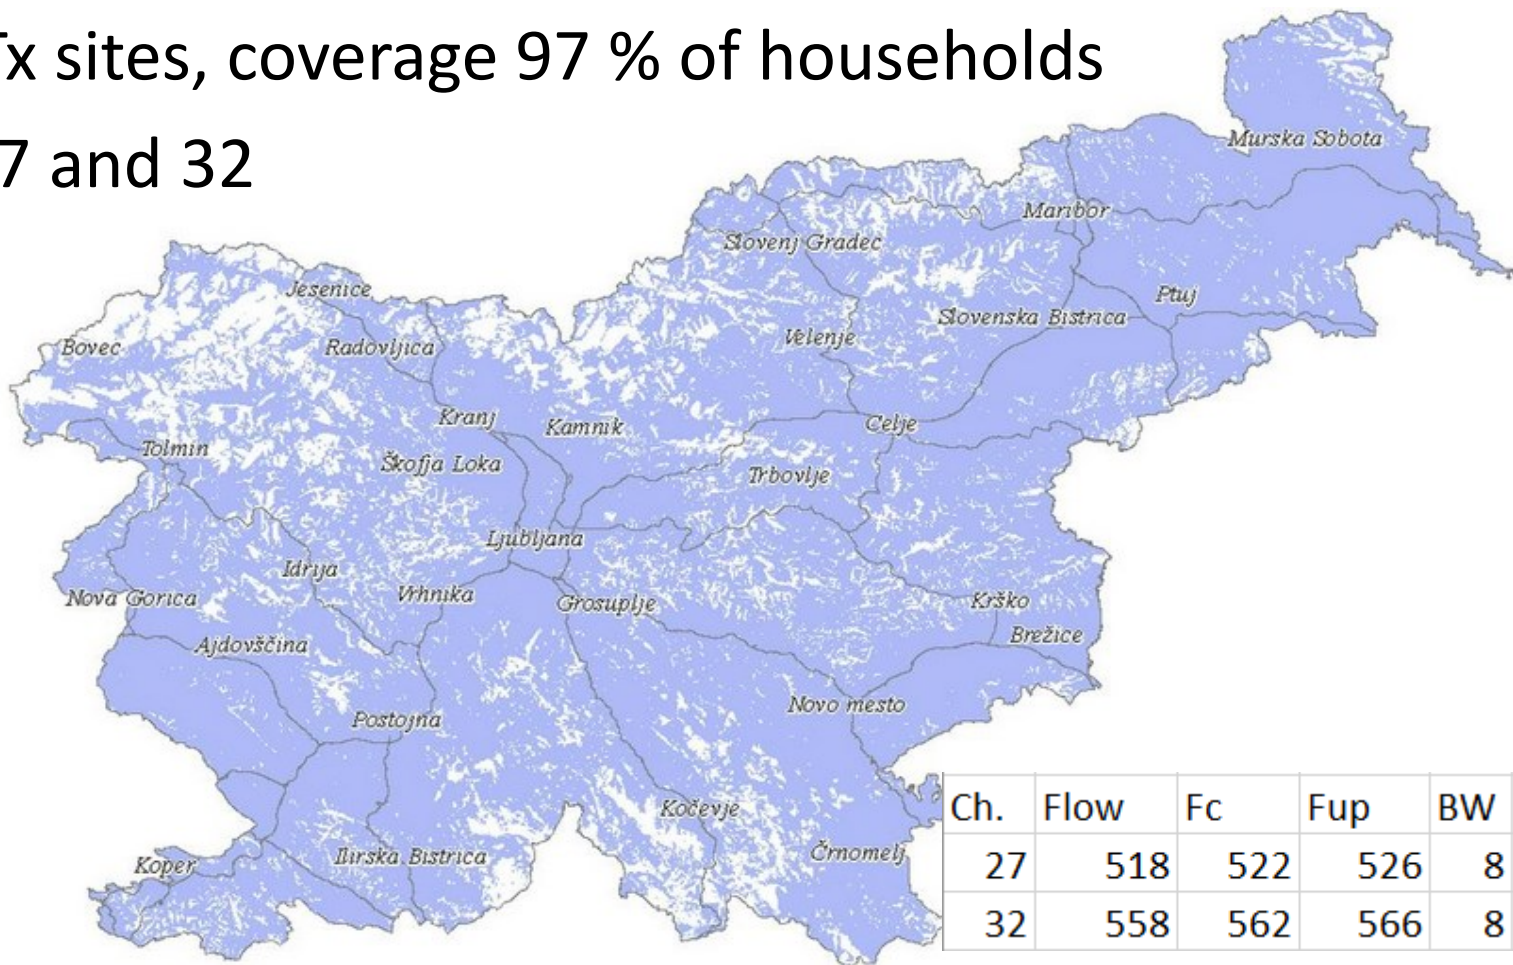 Tx sites, coverage 97 % of households
7 and 32
Murska Sobota
Maribor
Slovenj Gradec
Jesenice
Ptuj
Slovenska Bistrica
Velenje
Bovec
Radovljica
Kranj
Kamnik
Celje
Tolmin
Škofja Loka
Trbovlje
Ljubljana
Idrija
Vrhnika
Nova Gorica
Grosuplje
Krško
Brežice
Ajdovščina
Novo mesto
Postojna
Kočevje
Koper
Ilirska Bistrica
Črnomelj
Ch. Flow Fc Fup BW
27 518 522 526 8
32 558 562 566 8